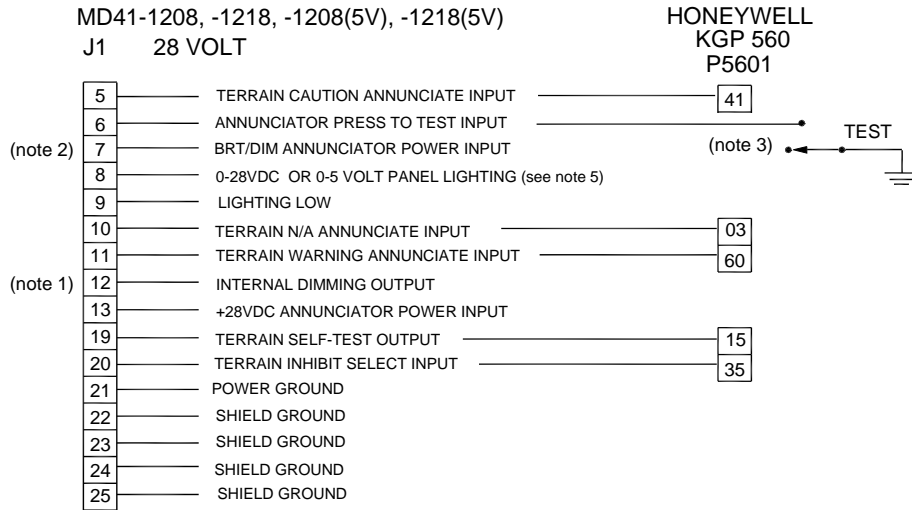 MD41-1208, -1218, -1208(5V), -1218(5V)
J1 28 VOLT
HONEYWELL
KGP 560
P5601
5 TERRAIN CAUTION ANNUNCIATE INPUT 41
6 ANNUNCIATOR PRESS TO TEST INPUT
TEST
(note 2) 7 BRT/DIM ANNUNCIATOR POWER INPUT (note 3)
8 0-28VDC OR 0-5 VOLT PANEL LIGHTING (see note 5)
9 LIGHTING LOW
10 TERRAIN N/A ANNUNCIATE INPUT 03
11 TERRAIN WARNING ANNUNCIATE INPUT 60
(note 1) 12 INTERNAL DIMMING OUTPUT
13 +28VDC ANNUNCIATOR POWER INPUT
19 TERRAIN SELF-TEST OUTPUT 15
20 TERRAIN INHIBIT SELECT INPUT 35
21 POWER GROUND
22 SHIELD GROUND
23 SHIELD GROUND
24 SHIELD GROUND
25 SHIELD GROUND